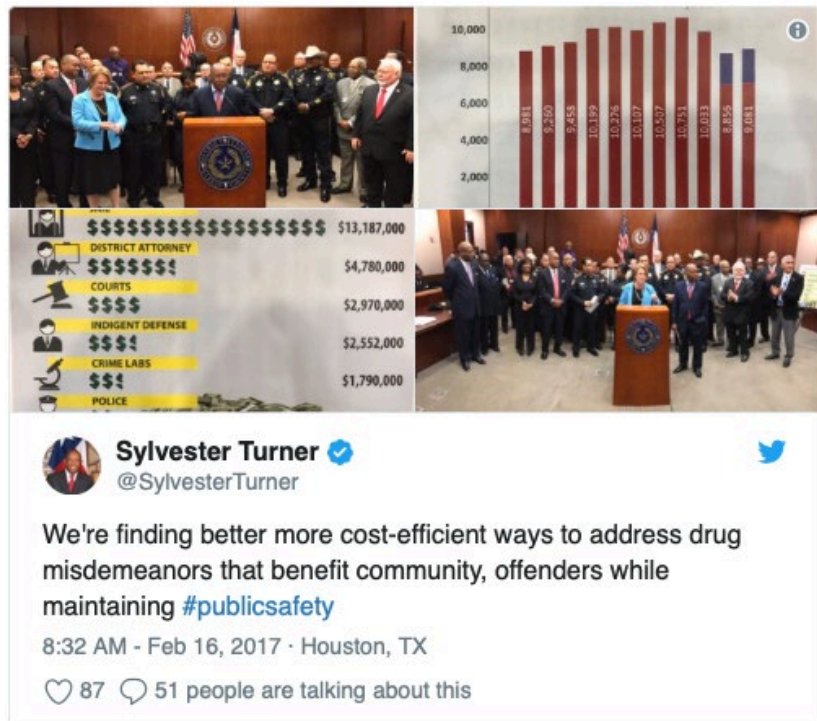 10,000
8,000
6,000
4,000
2,000
8,981
9,260
9,458
10,199
10,276
10,107
10,507
10,751
10,033
8,856
9,081
$$$$$$$$$$$$$$$$$$$ $13,187,000
DISTRICT ATTORNEY
$$$$$$$ $4,780,000
COURTS
$$$$ $2,970,000
INDIGENT DEFENSE
$$$$ $2,552,000
CRIME LABS
$$$ $1,790,000
POLICE
Sylvester Turner
@SylvesterTurner
We're finding better more cost-efficient ways to address drug
misdemeanors that benefit community, offenders while
maintaining #publicsafety
8:32 AM - Feb 16, 2017 · Houston, TX
87 51 people are talking about this